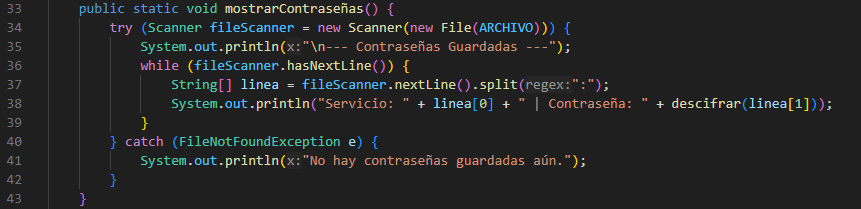 33 public static void mostrarContraseñas() {
34 try (Scanner fileScanner = new Scanner(new File(ARCHIVO))) {
35 System.out.println(x:"\n--- Contraseñas Guardadas ---");
36 while (fileScanner.hasNextLine()) {
37 String[] linea = fileScanner.nextLine().split(regex:":");
38 System.out.println("Servicio: " + linea[0] + " | Contraseña: " + descifrar(linea[1]));
39 }
40 } catch (FileNotFoundException e) {
41 System.out.println(x:"No hay contraseñas guardadas aún.");
42 }
43 }